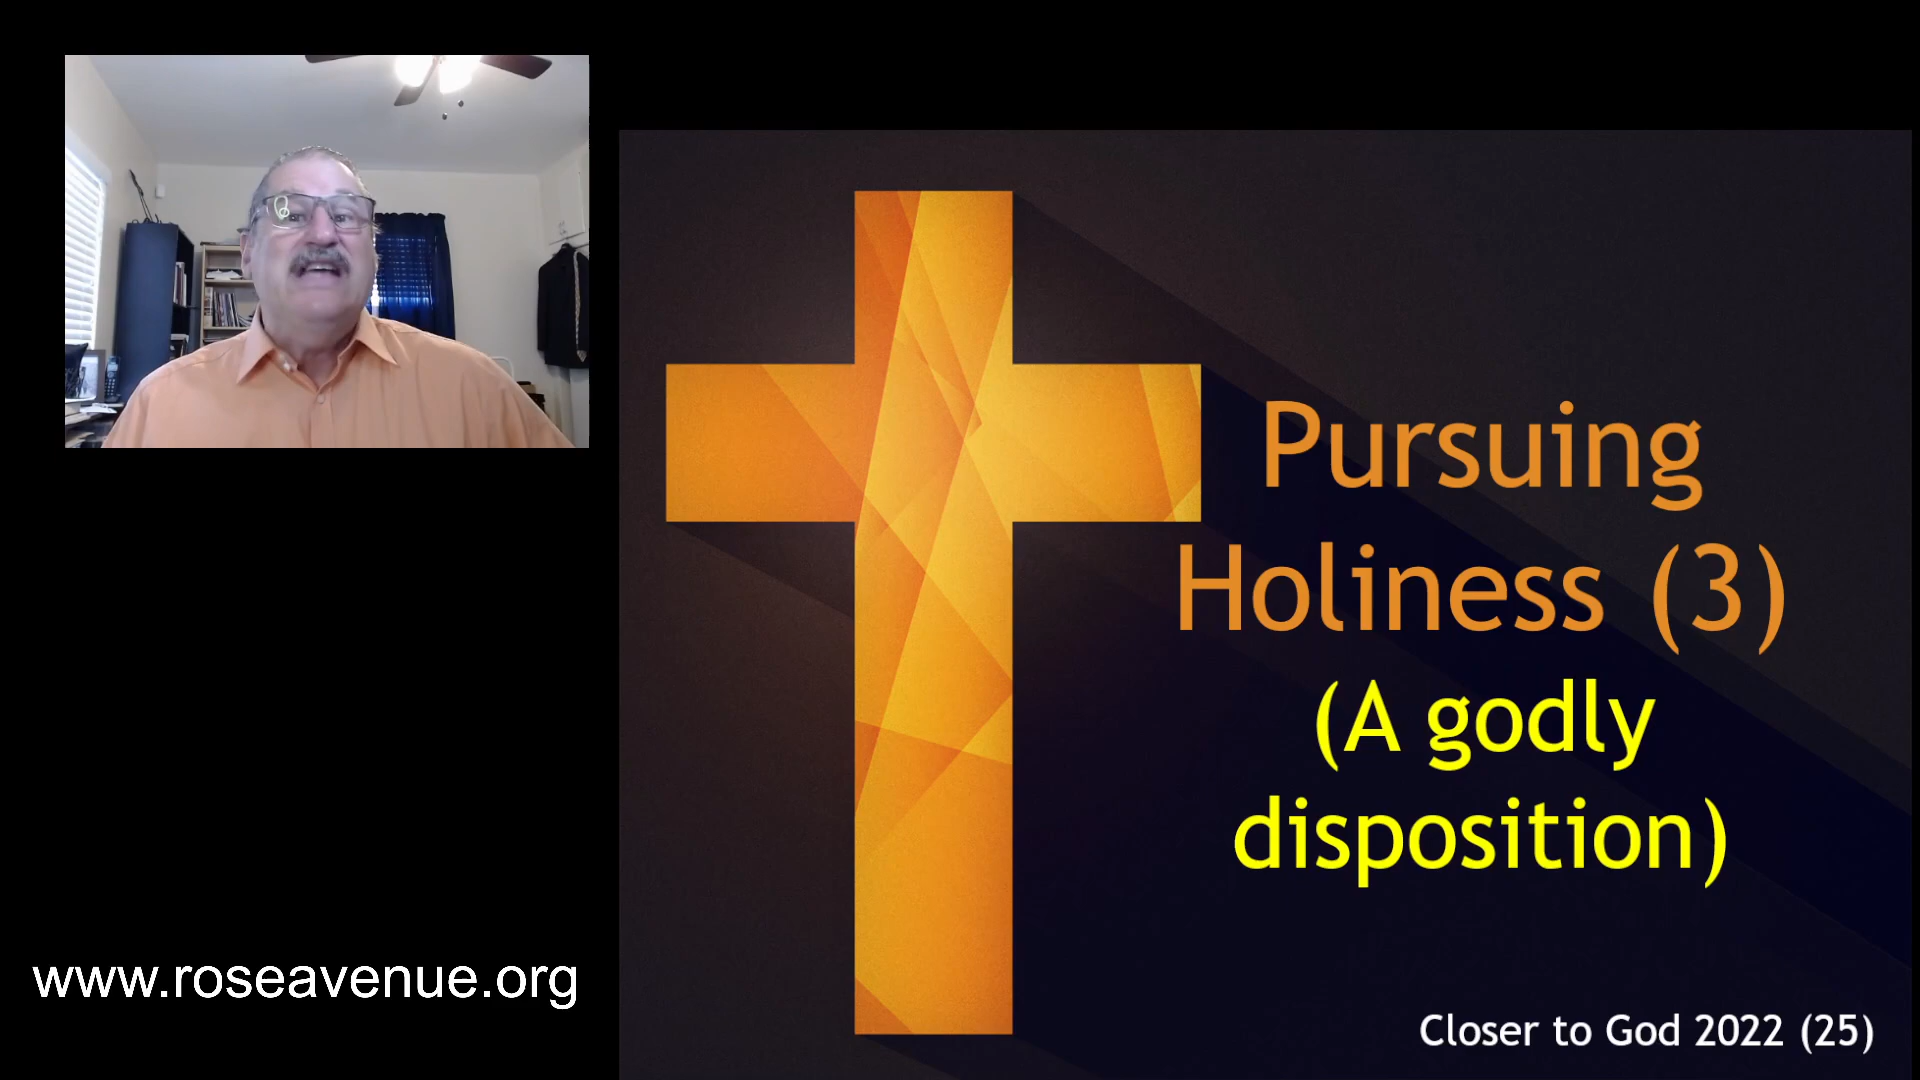 Pursuing
Holiness (3)
(A godly
disposition)
www.roseavenue.org
Closer to God 2022 (25)